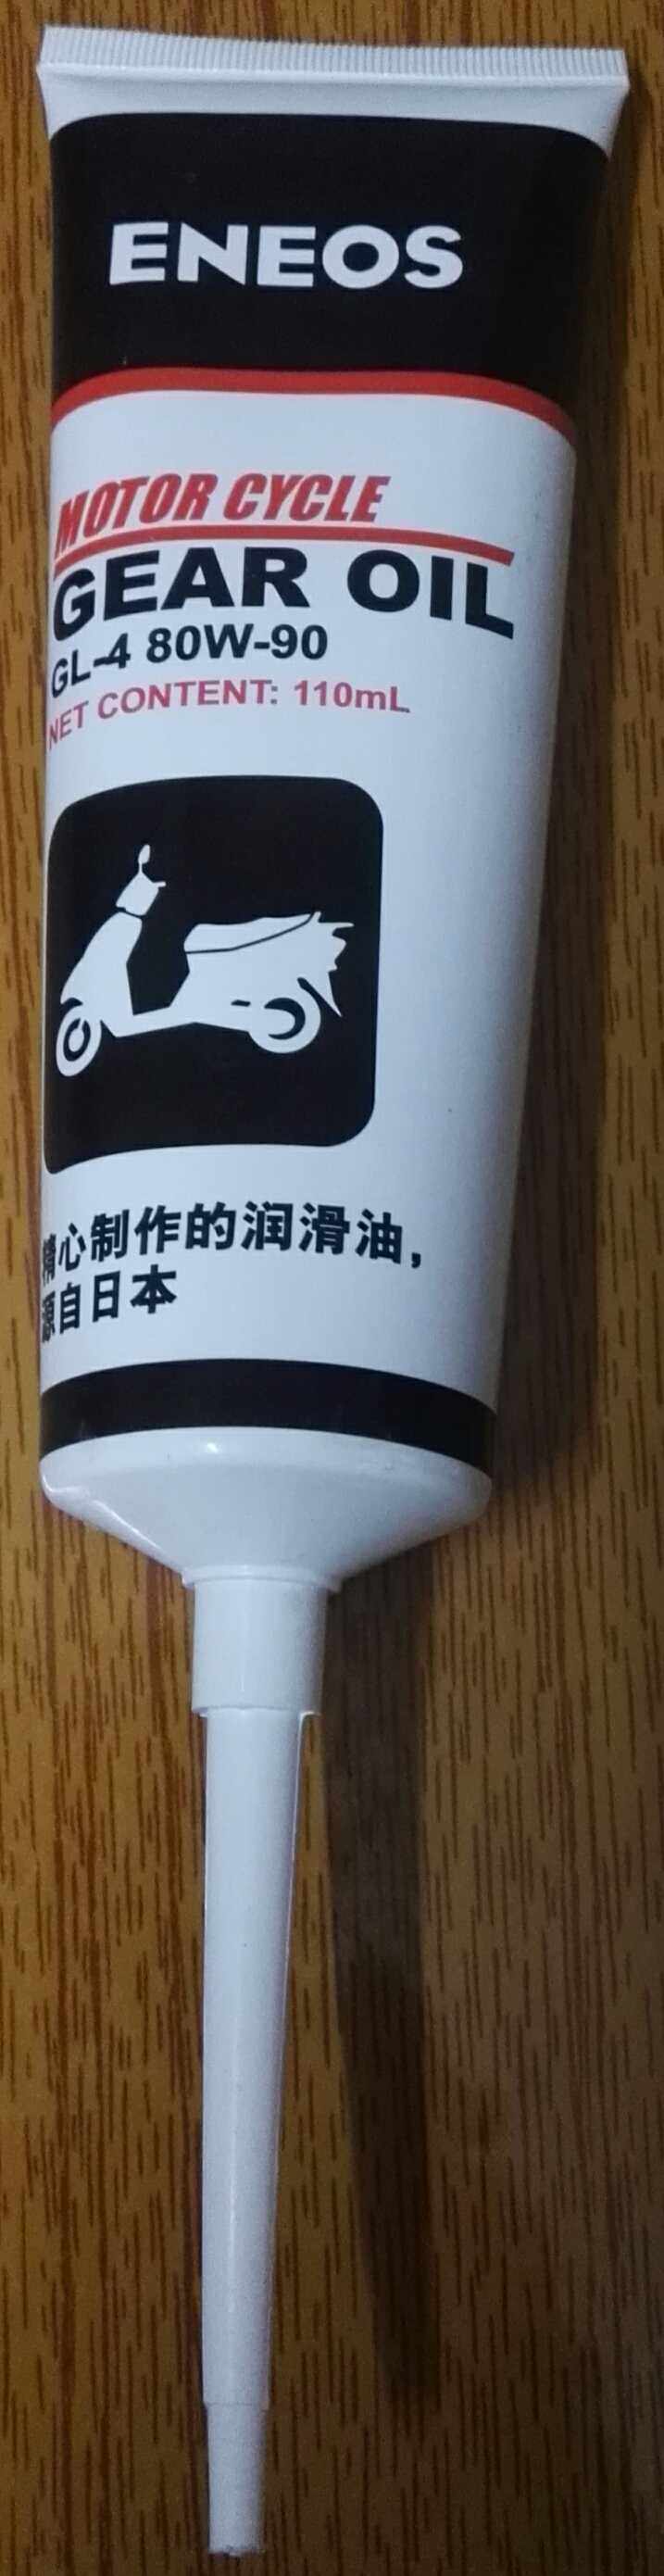 ENEOS
MOTOR CYCLE
GEAR OIL
GL-4 80W-90
NET CONTENT: 110mL
精心制作的润滑油，
源自日本